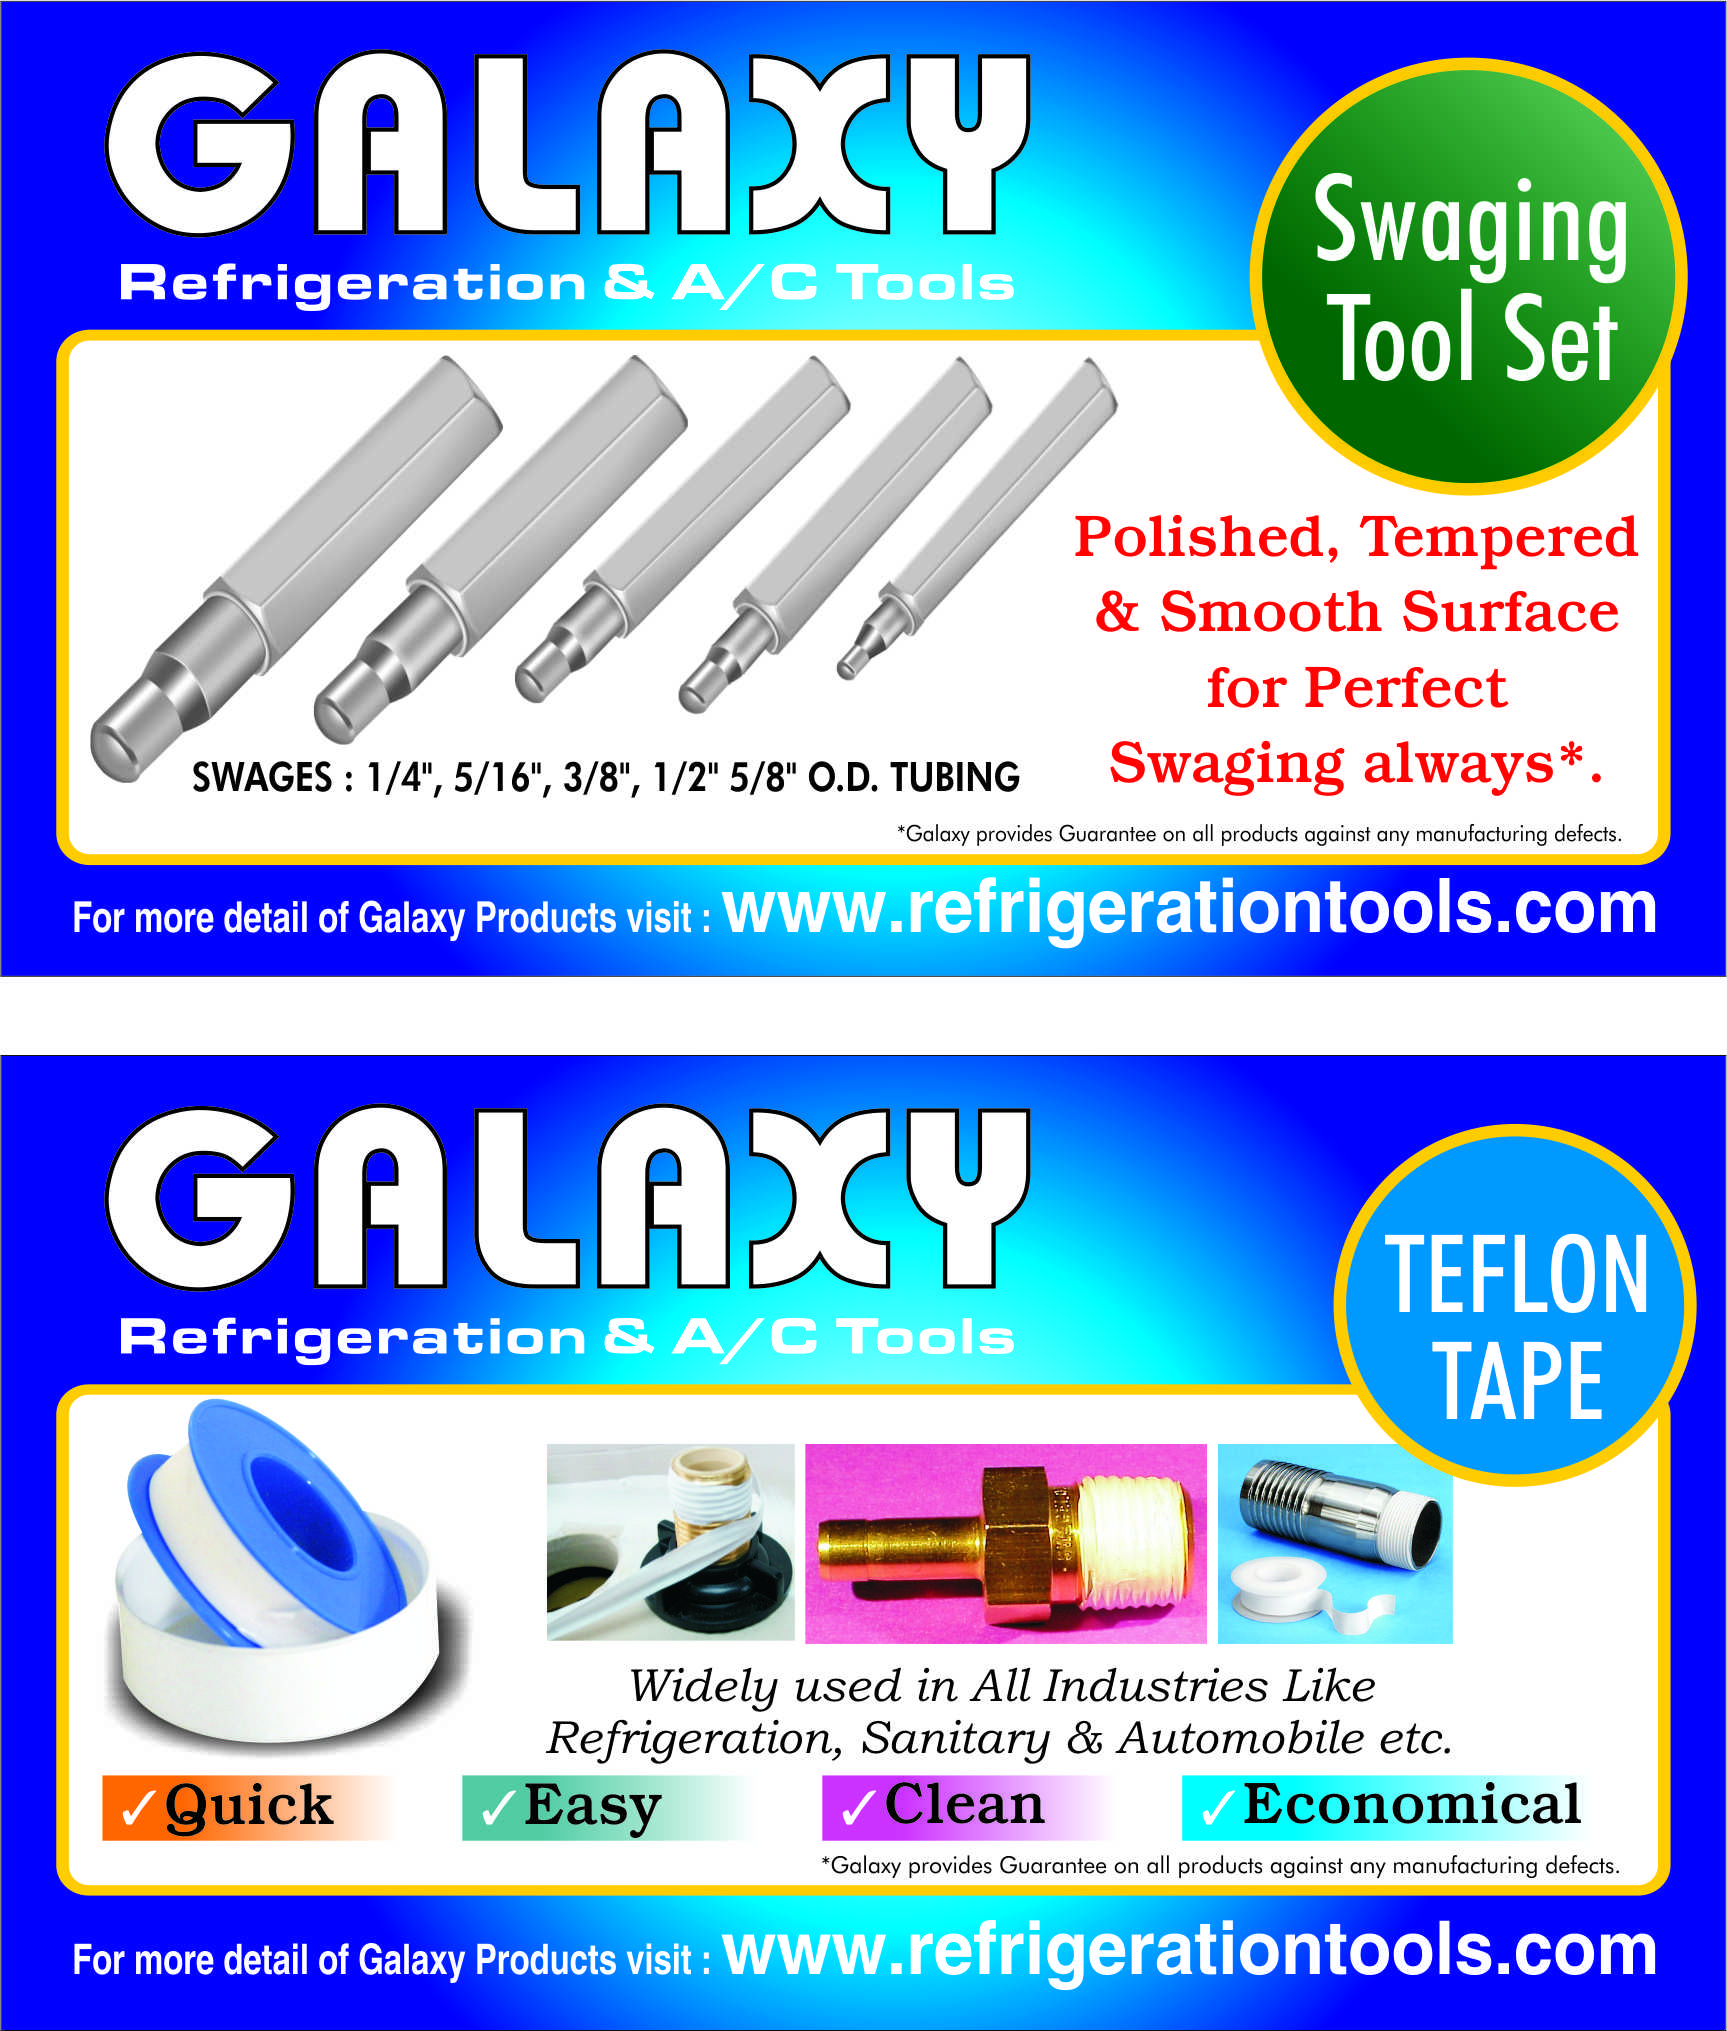 GALAXY
Refrigeration & A/C Tools
Swaging
Tool Set
Polished, Tempered
& Smooth Surface
for Perfect
Swaging always*.
SWAGES : 1/4", 5/16", 3/8", 1/2" 5/8" O.D. TUBING
*Galaxy provides Guarantee on all products against any manufacturing defects.
For more detail of Galaxy Products visit : www.refrigerationtools.com
GALAXY
Refrigeration & A/C Tools
TEFLON
TAPE
Widely used in All Industries Like
Refrigeration, Sanitary & Automobile etc.
✓Quick ✓Easy ✓Clean ✓Economical
*Galaxy provides Guarantee on all products against any manufacturing defects.
For more detail of Galaxy Products visit : www.refrigerationtools.com